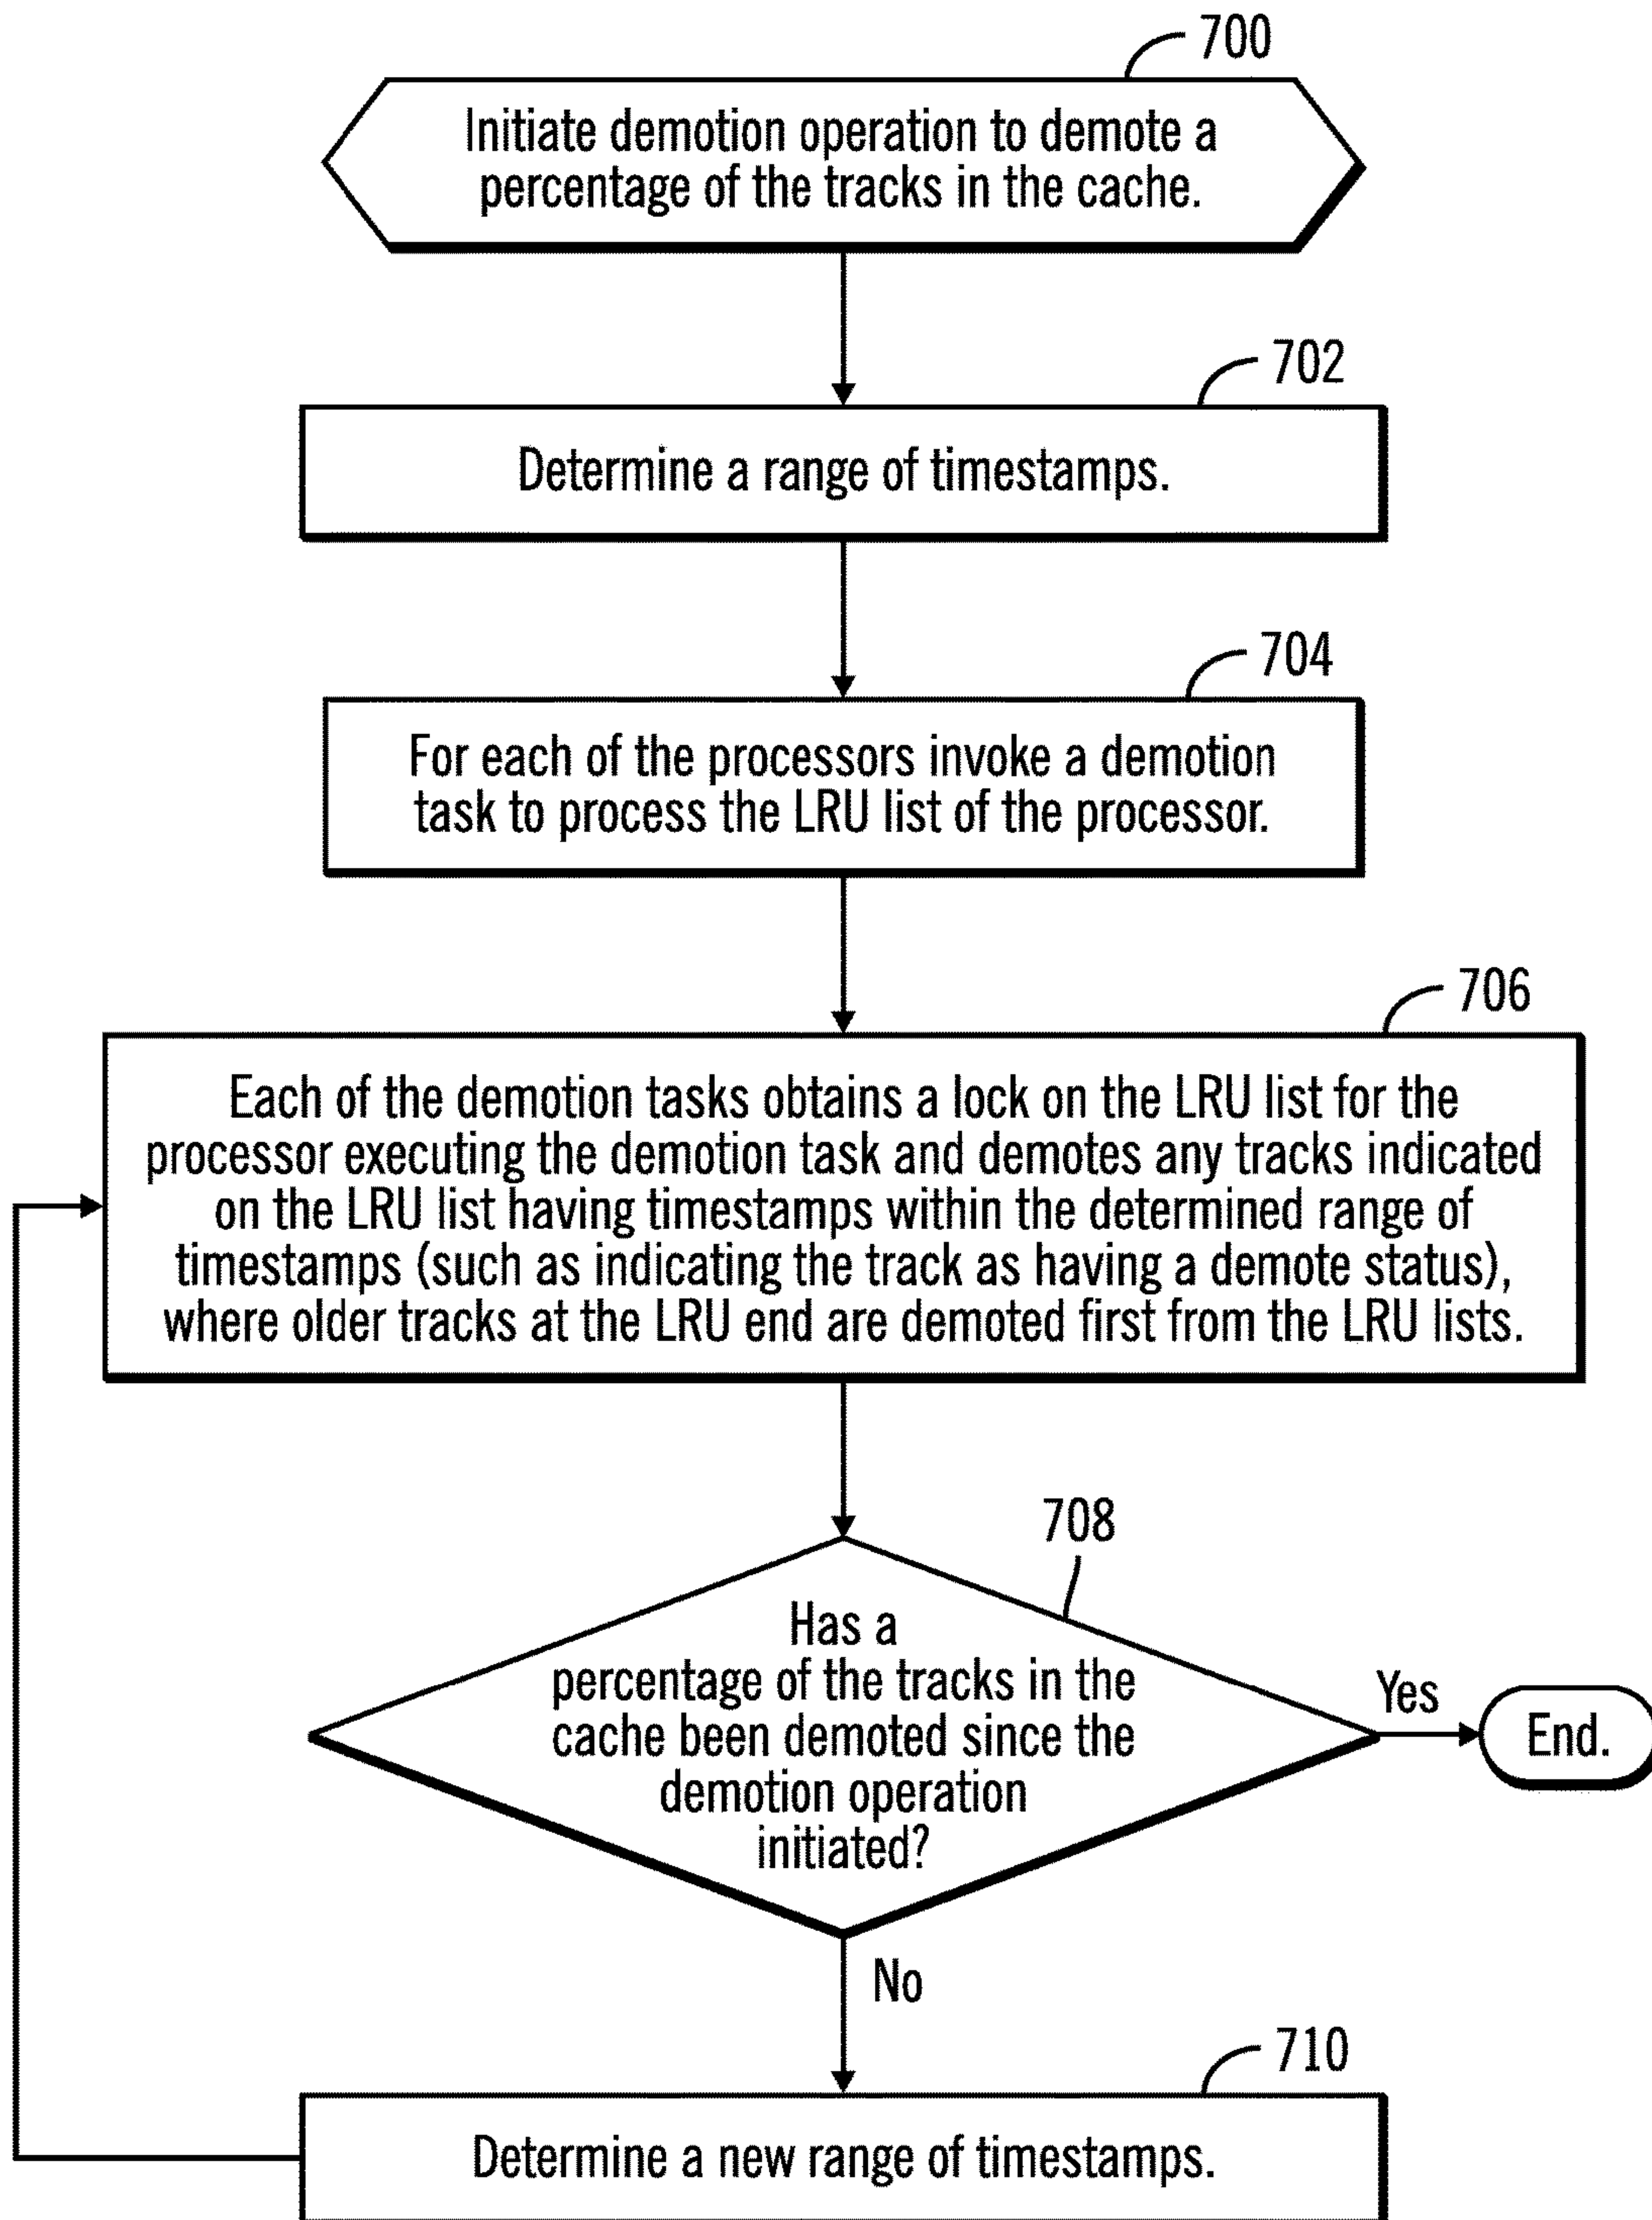 700
Initiate demotion operation to demote a
percentage of the tracks in the cache.
702
Determine a range of timestamps.
704
For each of the processors invoke a demotion
task to process the LRU list of the processor.
706
Each of the demotion tasks obtains a lock on the LRU list for the
processor executing the demotion task and demotes any tracks indicated
on the LRU list having timestamps within the determined range of
timestamps (such as indicating the track as having a demote status),
where older tracks at the LRU end are demoted first from the LRU lists.
708
Has a
percentage of the tracks in the
cache been demoted since the
demotion operation
initiated?
Yes
End.
No
710
Determine a new range of timestamps.